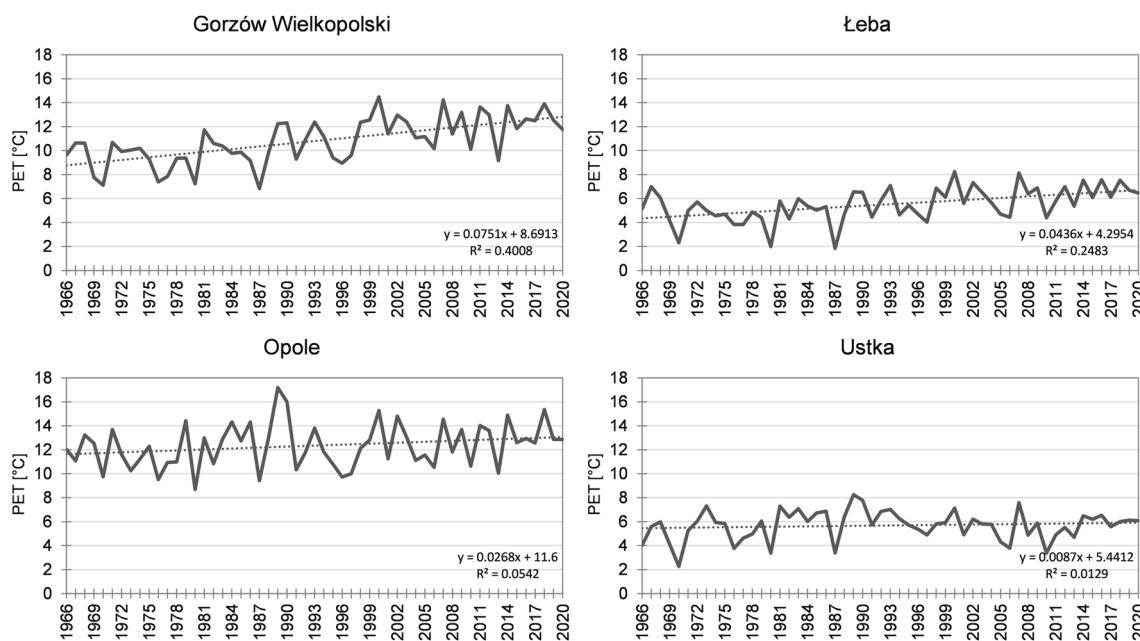 Gorzów Wielkopolski
PET [°C]
18
16
14
12
10
8
6
4
2
0
y = 0.0751x + 8.6913
R² = 0.4008
1966 1969 1972 1975 1978 1981 1984 1987 1990 1993 1996 1999 2002 2005 2008 2011 2014 2017 2020
Łeba
PET [°C]
18
16
14
12
10
8
6
4
2
0
y = 0.0436x + 4.2954
R² = 0.2483
1966 1969 1972 1975 1978 1981 1984 1987 1990 1993 1996 1999 2002 2005 2008 2011 2014 2017 2020
Opole
PET [°C]
18
16
14
12
10
8
6
4
2
0
y = 0.0268x + 11.6
R² = 0.0542
1966 1969 1972 1975 1978 1981 1984 1987 1990 1993 1996 1999 2002 2005 2008 2011 2014 2017 2020
Ustka
PET [°C]
18
16
14
12
10
8
6
4
2
0
y = 0.0087x + 5.4412
R² = 0.0129
1966 1969 1972 1975 1978 1981 1984 1987 1990 1993 1996 1999 2002 2005 2008 2011 2014 2017 2020